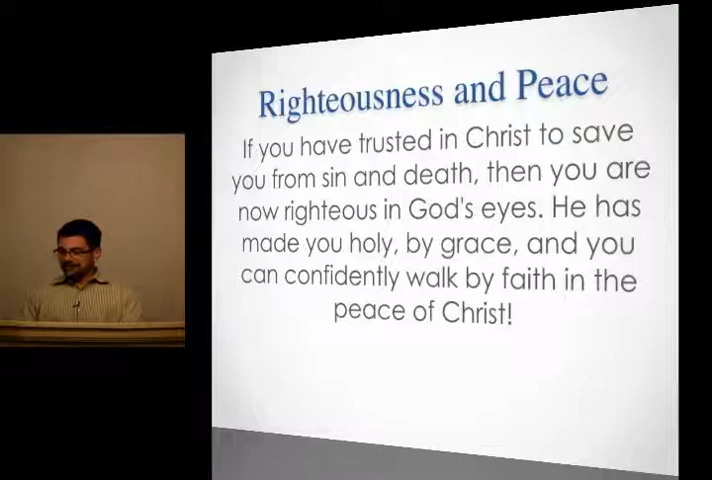 Righteousness and Peace
If you have trusted in Christ to save
you from sin and death, then you are
now righteous in God's eyes. He has
made you holy, by grace, and you
can confidently walk by faith in the
peace of Christ!